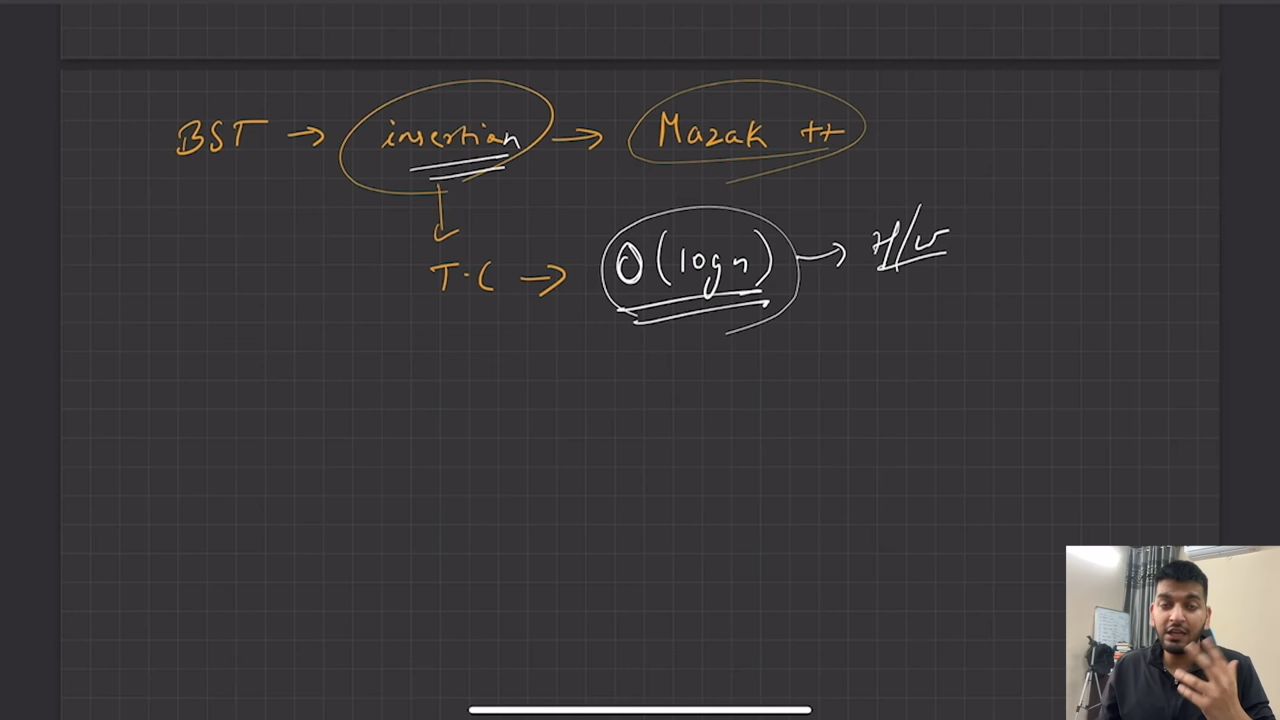 BST → insertion → Mazak ++
T.C → O(log n) → H/w